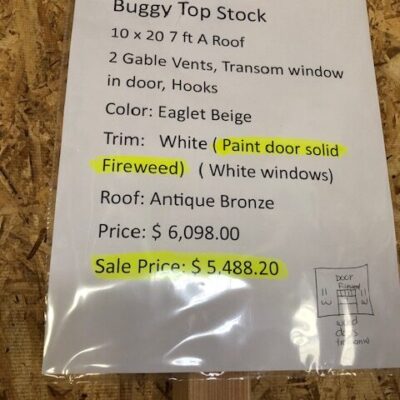 Buggy Top Stock
10 x 20 7 ft A Roof
2 Gable Vents, Transom window
in door, Hooks
Color: Eaglet Beige
Trim: White (Paint door solid
Fireweed) ( White windows)
Roof: Antique Bronze
Price: $ 6,098.00
Sale Price: $ 5,488.20
Door